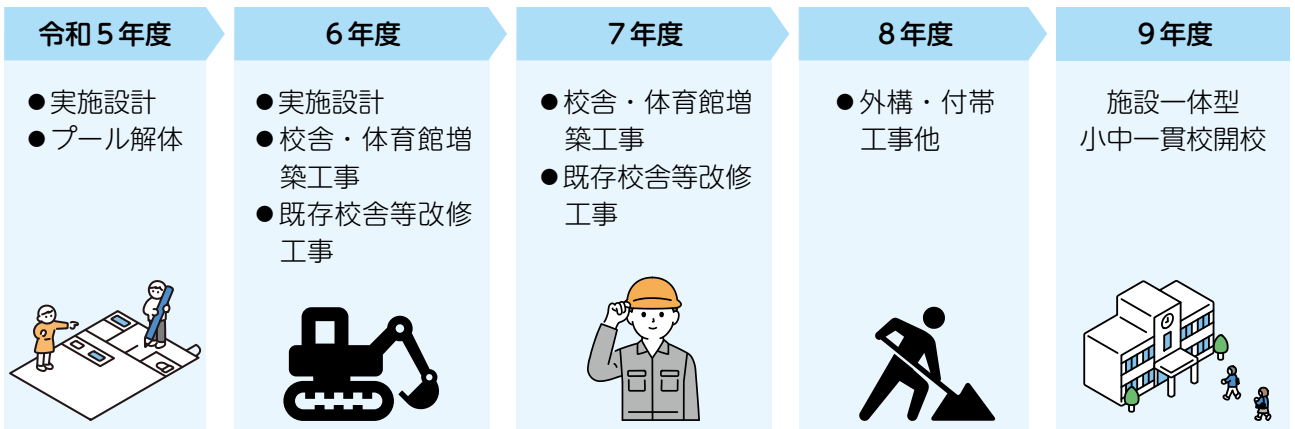 令和5年度
●実施設計
●プール解体
6年度
●実施設計
●校舎・体育館増
築工事
●既存校舎等改修
工事
7年度
●校舎・体育館増
築工事
●既存校舎等改修
工事
8年度
●外構・付帯
工事他
9年度
施設一体型
小中一貫校開校